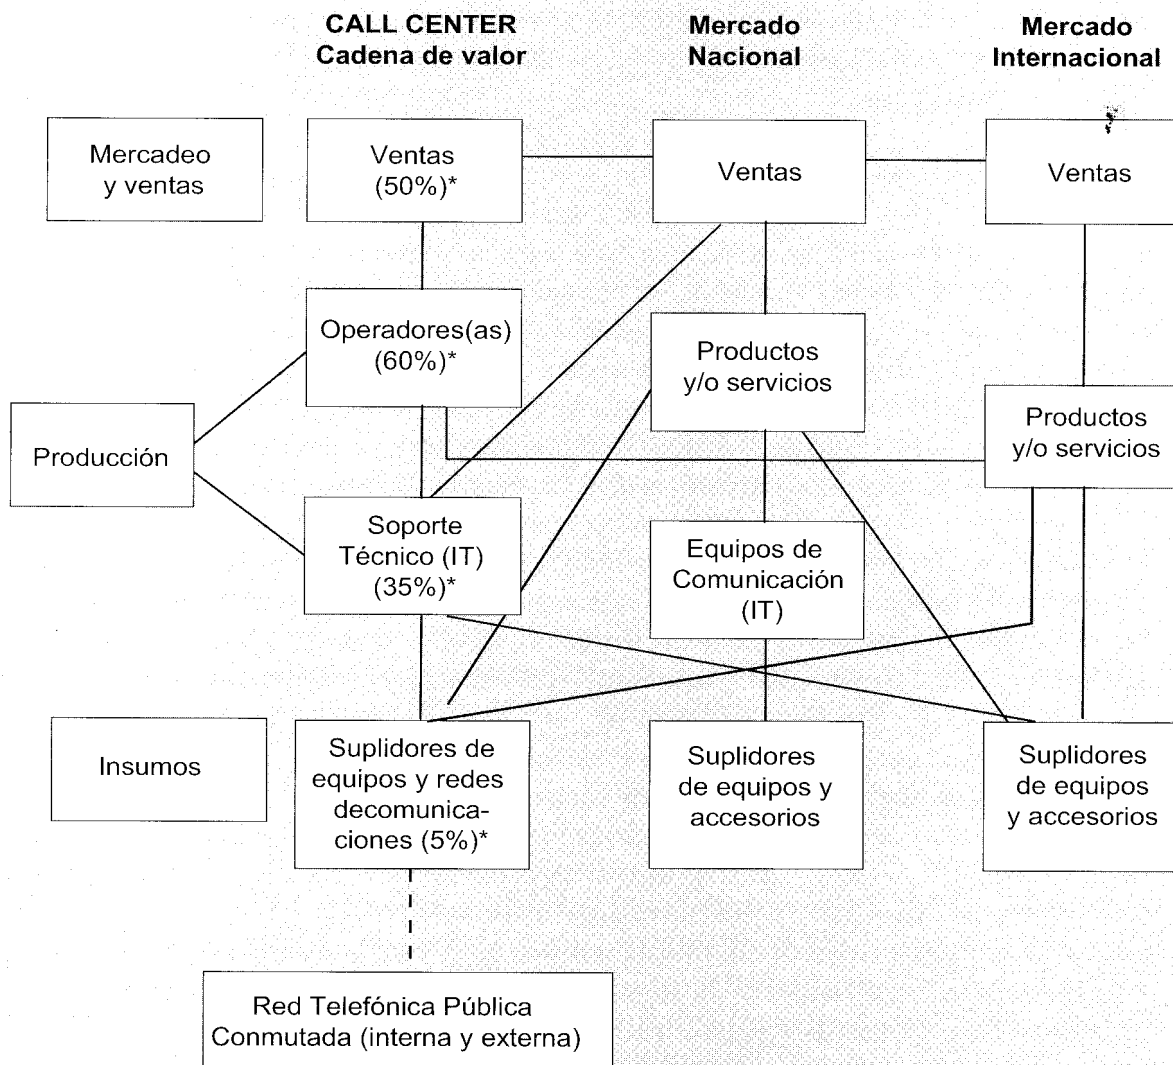 CALL CENTER
Cadena de valor
Mercado
Nacional
Mercado
Internacional
Mercadeo
y ventas
Ventas
(50%)*
Ventas
Ventas
Operadores(as)
(60%)*
Productos
y/o servicios
Productos
y/o servicios
Producción
Soporte
Técnico (IT)
(35%)*
Equipos de
Comunicación
(IT)
Insumos
Suplidores de
equipos y redes
decomunica-
ciones (5%)*
Suplidores
de equipos y
accesorios
Suplidores
de equipos
y accesorios
Red Telefónica Pública
Conmutada (interna y externa)